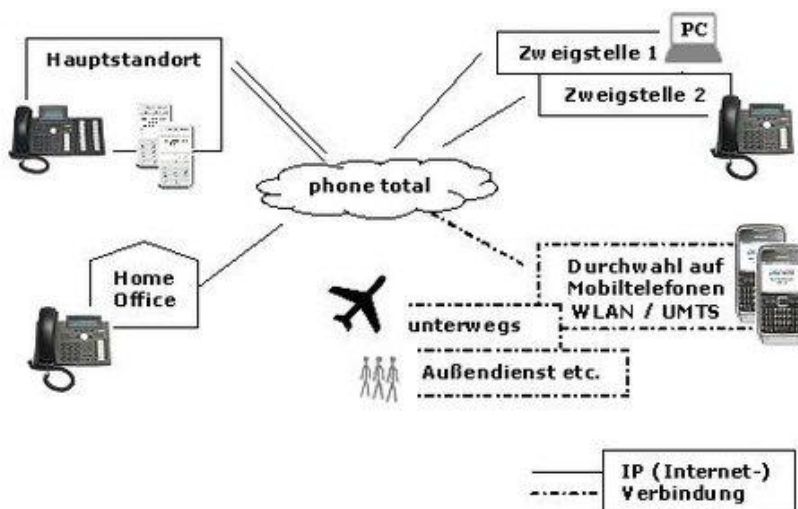 Hauptstandort
PC
Zweigstelle 1
Zweigstelle 2
phone total
Home
Office
Durchwahl auf
Mobiltelefonen
WLAN / UMTS
unterwegs
Außendienst etc.
IP (Internet-)
Verbindung